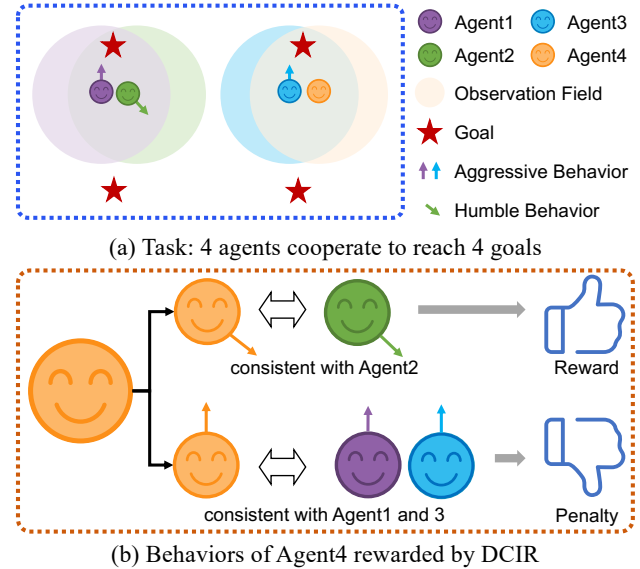 Agent1
Agent3
Agent2
Agent4
Observation Field
Goal
Aggressive Behavior
Humble Behavior
(a) Task: 4 agents cooperate to reach 4 goals
consistent with Agent2
Reward
consistent with Agent1 and 3
Penalty
(b) Behaviors of Agent4 rewarded by DCIR